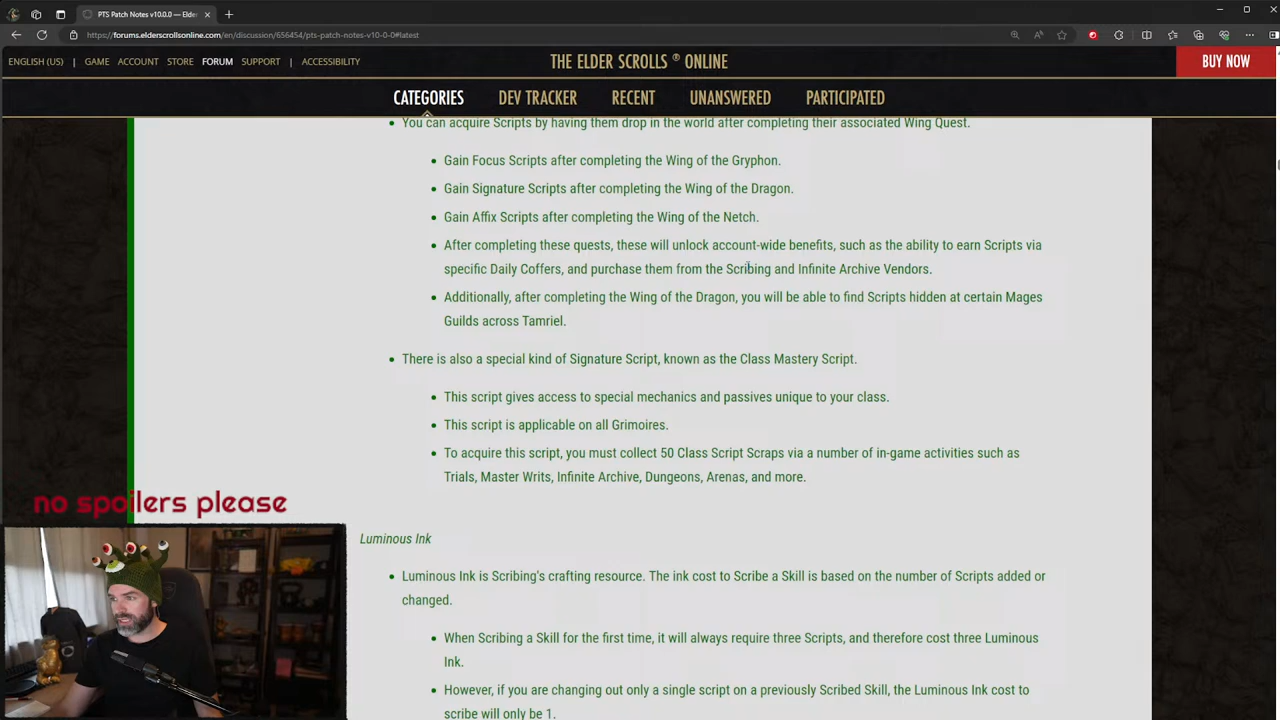 PTS Patch Notes v10.0.0 — Elder
https://forums.elderscrollsonline.com/en/discussion/656454/pts-patch-notes-v10-0-0#latest
ENGLISH (US) | GAME ACCOUNT STORE FORUM SUPPORT | ACCESSIBILITY
THE ELDER SCROLLS ® ONLINE
BUY NOW
CATEGORIES DEV TRACKER RECENT UNANSWERED PARTICIPATED
• You can acquire Scripts by having them drop in the world after completing their associated Wing Quest.
• Gain Focus Scripts after completing the Wing of the Gryphon.
• Gain Signature Scripts after completing the Wing of the Dragon.
• Gain Affix Scripts after completing the Wing of the Netch.
• After completing these quests, these will unlock account-wide benefits, such as the ability to earn Scripts via
specific Daily Coffers, and purchase them from the Scribing and Infinite Archive Vendors.
• Additionally, after completing the Wing of the Dragon, you will be able to find Scripts hidden at certain Mages
Guilds across Tamriel.
• There is also a special kind of Signature Script, known as the Class Mastery Script.
• This script gives access to special mechanics and passives unique to your class.
• This script is applicable on all Grimoires.
• To acquire this script, you must collect 50 Class Script Scraps via a number of in-game activities such as
Trials, Master Writs, Infinite Archive, Dungeons, Arenas, and more.
no spoilers please
Luminous Ink
• Luminous Ink is Scribing's crafting resource. The ink cost to Scribe a Skill is based on the number of Scripts added or
changed.
• When Scribing a Skill for the first time, it will always require three Scripts, and therefore cost three Luminous
Ink.
• However, if you are changing out only a single script on a previously Scribed Skill, the Luminous Ink cost to
scribe will only be 1.